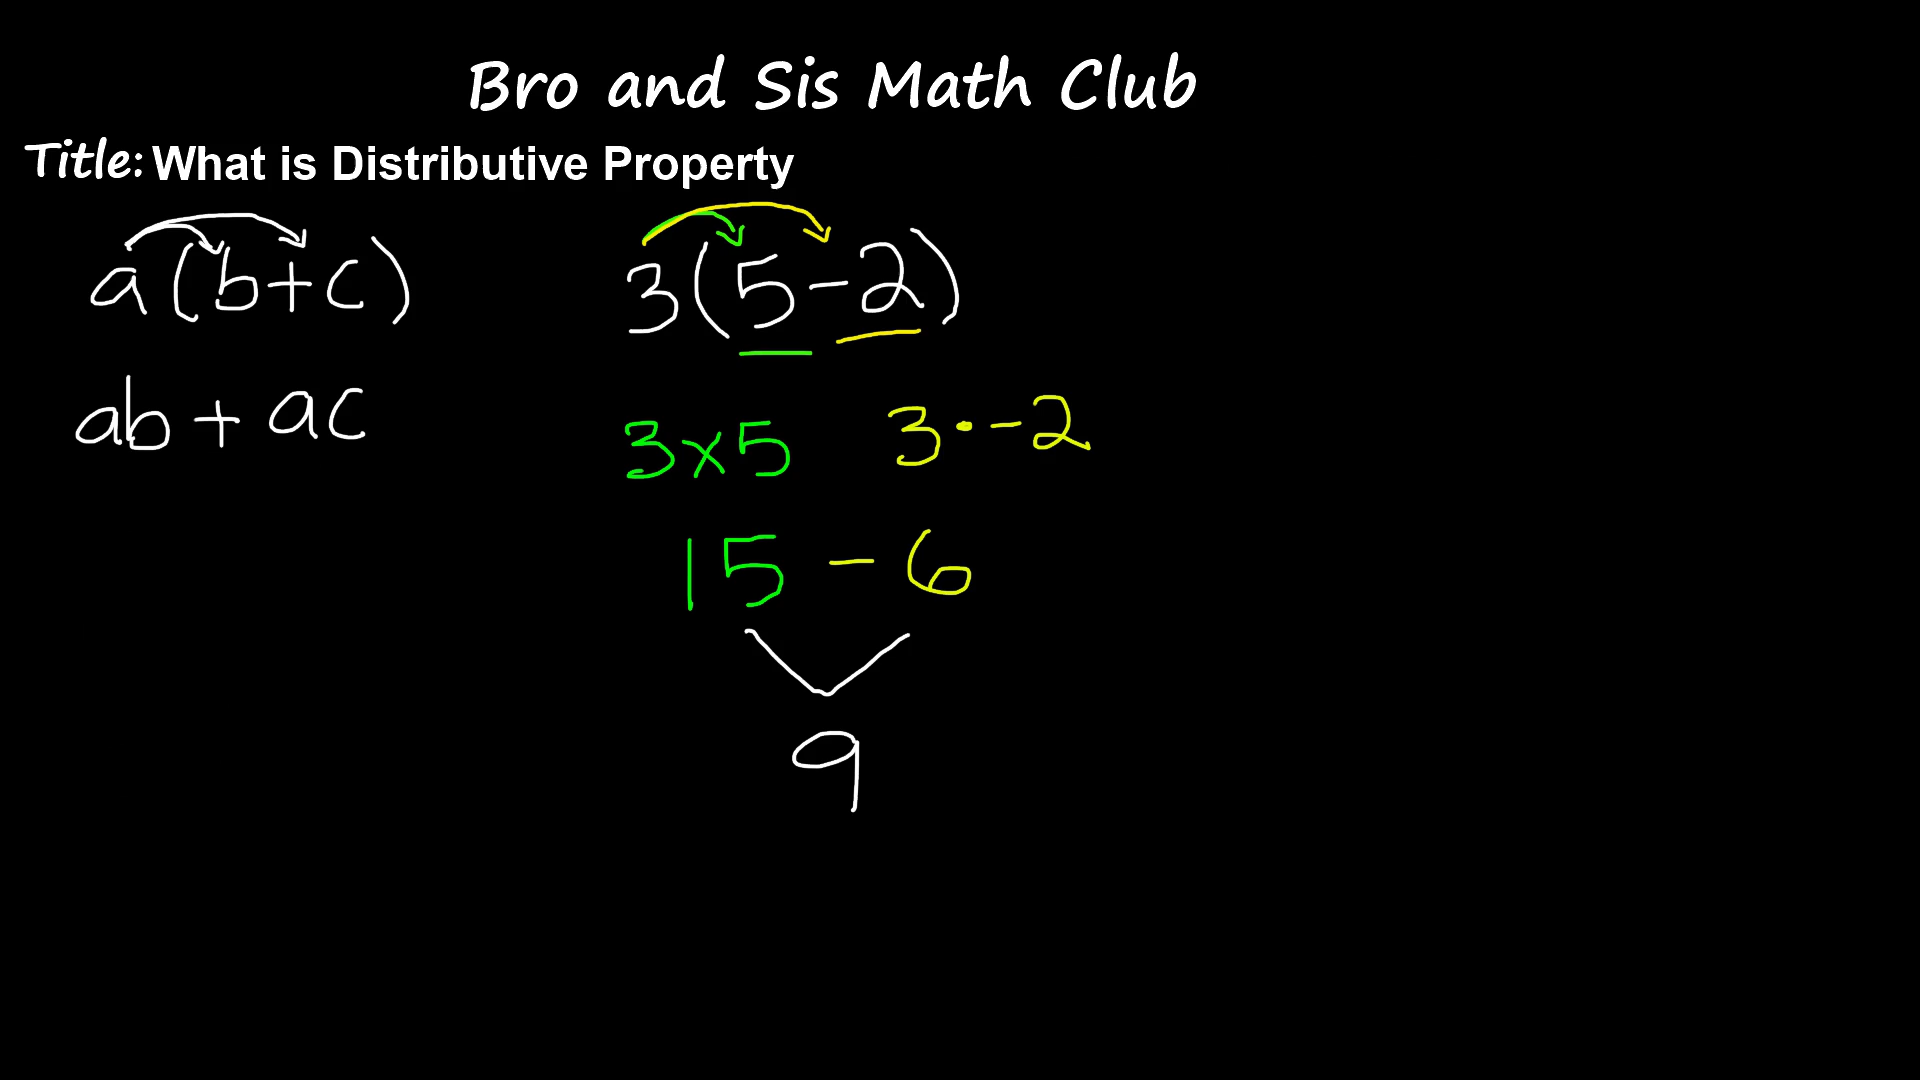 Bro and Sis Math Club
Title: What is Distributive Property
a(b+c)
ab + ac
3(5-2)
3x5 3·-2
15 - 6
9